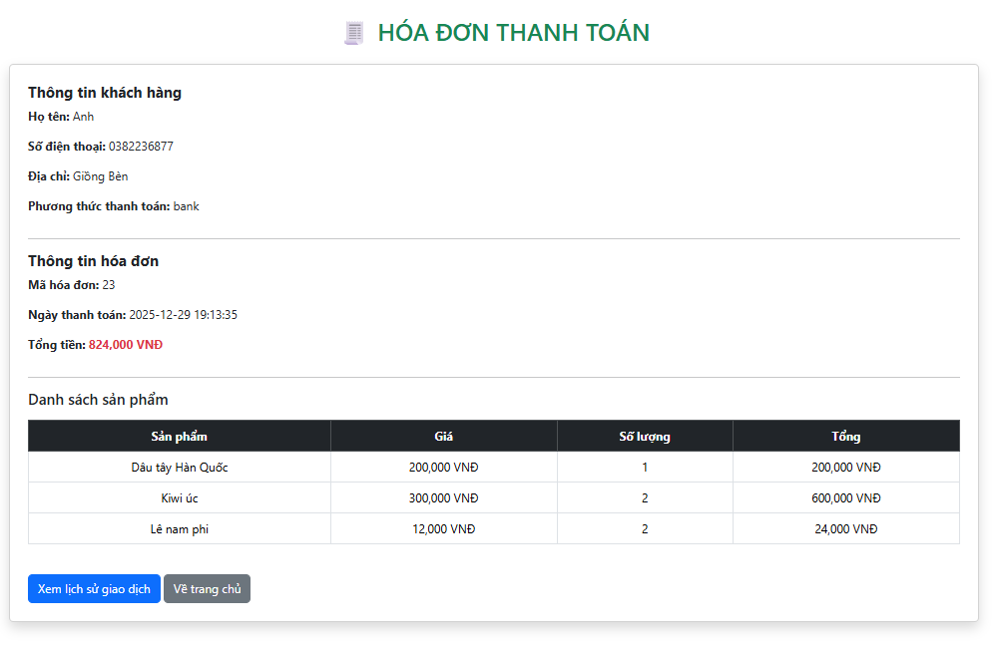 HÓA ĐƠN THANH TOÁN
Thông tin khách hàng
Họ tên: Anh
Số điện thoại: 0382236877
Địa chỉ: Giồng Bèn
Phương thức thanh toán: bank
Thông tin hóa đơn
Mã hóa đơn: 23
Ngày thanh toán: 2025-12-29 19:13:35
Tổng tiền: 824,000 VNĐ
Danh sách sản phẩm
Sản phẩm Giá Số lượng Tổng
Dâu tây Hàn Quốc 200,000 VNĐ 1 200,000 VNĐ
Kiwi úc 300,000 VNĐ 2 600,000 VNĐ
Lê nam phi 12,000 VNĐ 2 24,000 VNĐ
Xem lịch sử giao dịch Về trang chủ